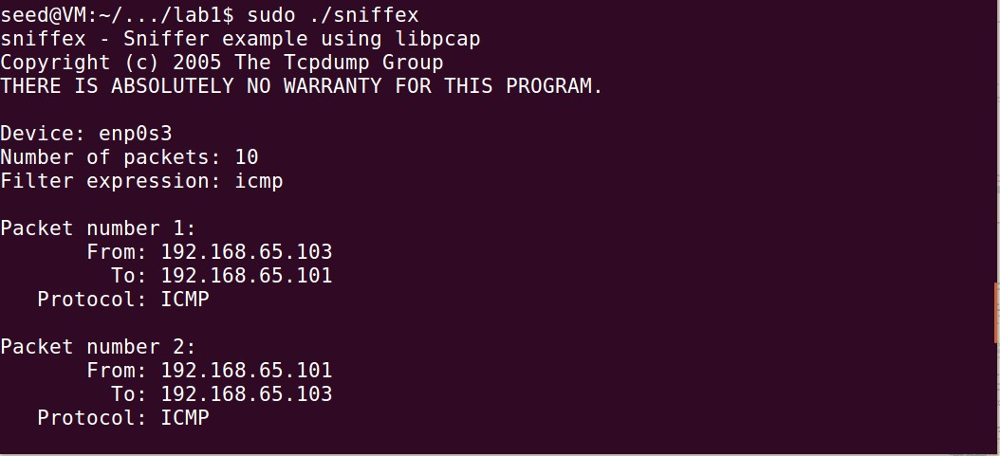 seed@VM:~/.../lab1$ sudo ./sniffex
sniffex - Sniffer example using libpcap
Copyright (c) 2005 The Tcpdump Group
THERE IS ABSOLUTELY NO WARRANTY FOR THIS PROGRAM.
Device: enp0s3
Number of packets: 10
Filter expression: icmp
Packet number 1:
From: 192.168.65.103
To: 192.168.65.101
Protocol: ICMP
Packet number 2:
From: 192.168.65.101
To: 192.168.65.103
Protocol: ICMP